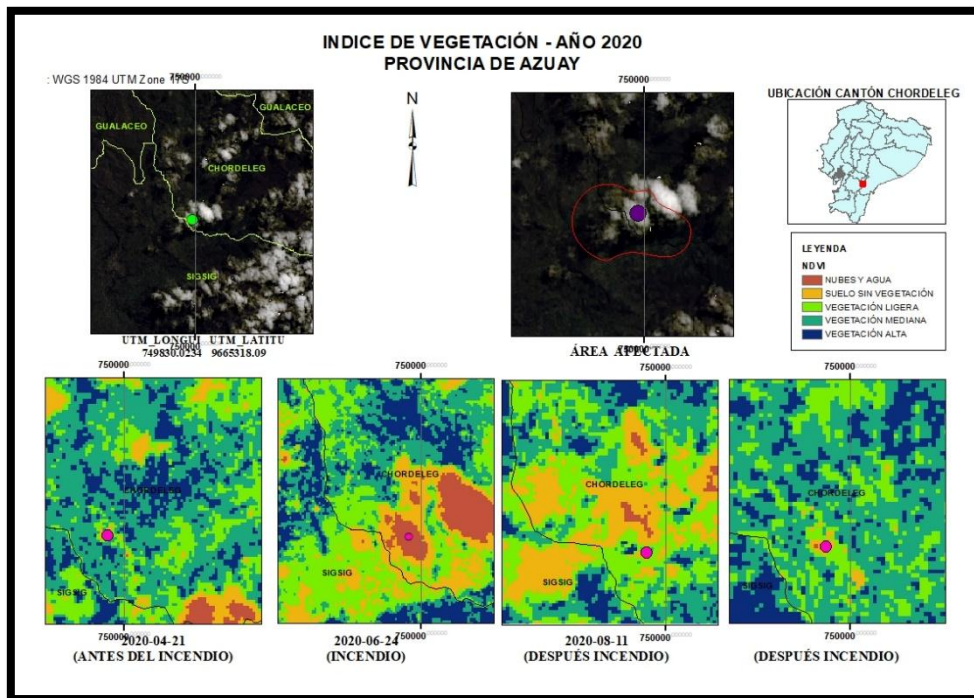 INDICE DE VEGETACIÓN - AÑO 2020
PROVINCIA DE AZUAY
: WGS 1984 UTM Zone 17S
750000
GUALACEO
GUALACEO
CHORDELEG
SIGSIG
UTM_LONGUI UTM_LATITU
749830.0234 9665318.09
750000
N
750000
750000
ÁREA AFECTADA
UBICACIÓN CANTÓN CHORDELEG
LEYENDA
NDVI
NUBES Y AGUA
SUELO SIN VEGETACIÓN
VEGETACIÓN LIGERA
VEGETACIÓN MEDIANA
VEGETACIÓN ALTA
750000
CHORDELEG
SIGSIG
750000
2020-04-21
(ANTES DEL INCENDIO)
750000
CHORDELEG
SIGSIG
750000
2020-06-24
(INCENDIO)
750000
CHORDELEG
SIGSIG
750000
2020-08-11
(DESPUÉS INCENDIO)
750000
CHORDELEG
SIGSIG
750000
(DESPUÉS INCENDIO)